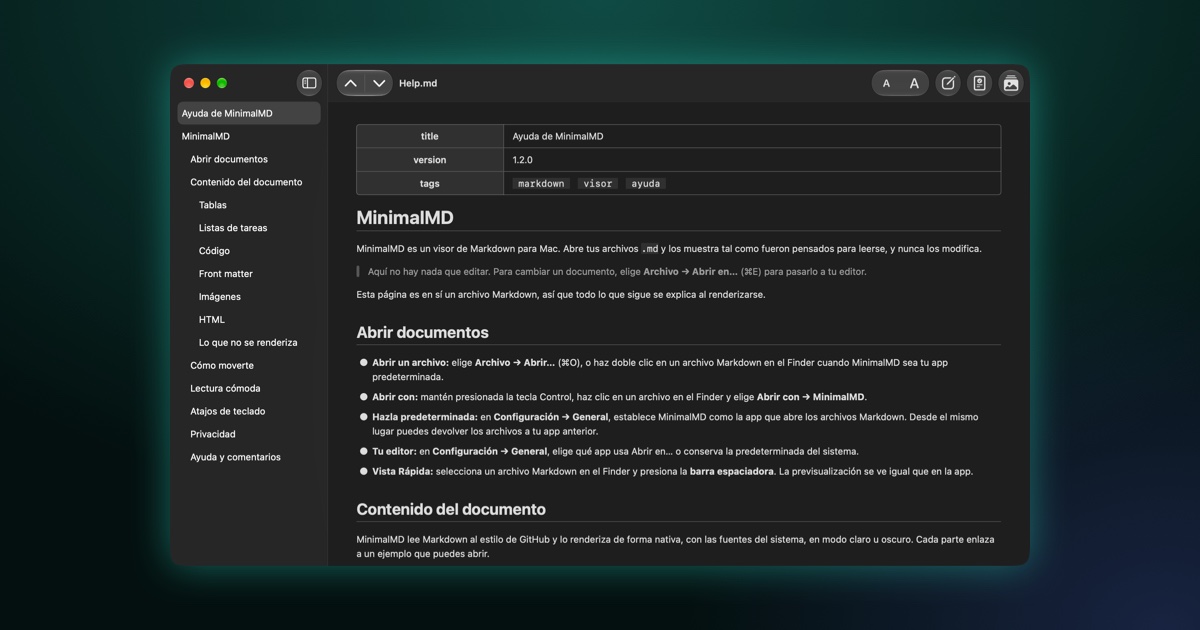 Help.md
A A
Ayuda de MinimalMD
MinimalMD
Abrir documentos
Contenido del documento
Tablas
Listas de tareas
Código
Front matter
Imágenes
HTML
Lo que no se renderiza
Cómo moverte
Lectura cómoda
Atajos de teclado
Privacidad
Ayuda y comentarios
title Ayuda de MinimalMD
version 1.2.0
tags markdown visor ayuda
MinimalMD
MinimalMD es un visor de Markdown para Mac. Abre tus archivos .md y los muestra tal como fueron pensados para leerse, y nunca los modifica.
Aquí no hay nada que editar. Para cambiar un documento, elige Archivo → Abrir en… (⌘E) para pasarlo a tu editor.
Esta página es en sí un archivo Markdown, así que todo lo que sigue se explica al renderizarse.
Abrir documentos
● Abrir un archivo: elige Archivo → Abrir… (⌘O), o haz doble clic en un archivo Markdown en el Finder cuando MinimalMD sea tu app
predeterminada.
● Abrir con: mantén presionada la tecla Control, haz clic en un archivo en el Finder y elige Abrir con → MinimalMD.
● Hazla predeterminada: en Configuración → General, establece MinimalMD como la app que abre los archivos Markdown. Desde el mismo
lugar puedes devolver los archivos a tu app anterior.
● Tu editor: en Configuración → General, elige qué app usa Abrir en… o conserva la predeterminada del sistema.
● Vista Rápida: selecciona un archivo Markdown en el Finder y presiona la barra espaciadora. La previsualización se ve igual que en la app.
Contenido del documento
MinimalMD lee Markdown al estilo de GitHub y lo renderiza de forma nativa, con las fuentes del sistema, en modo claro u oscuro. Cada parte enlaza
a un ejemplo que puedes abrir.